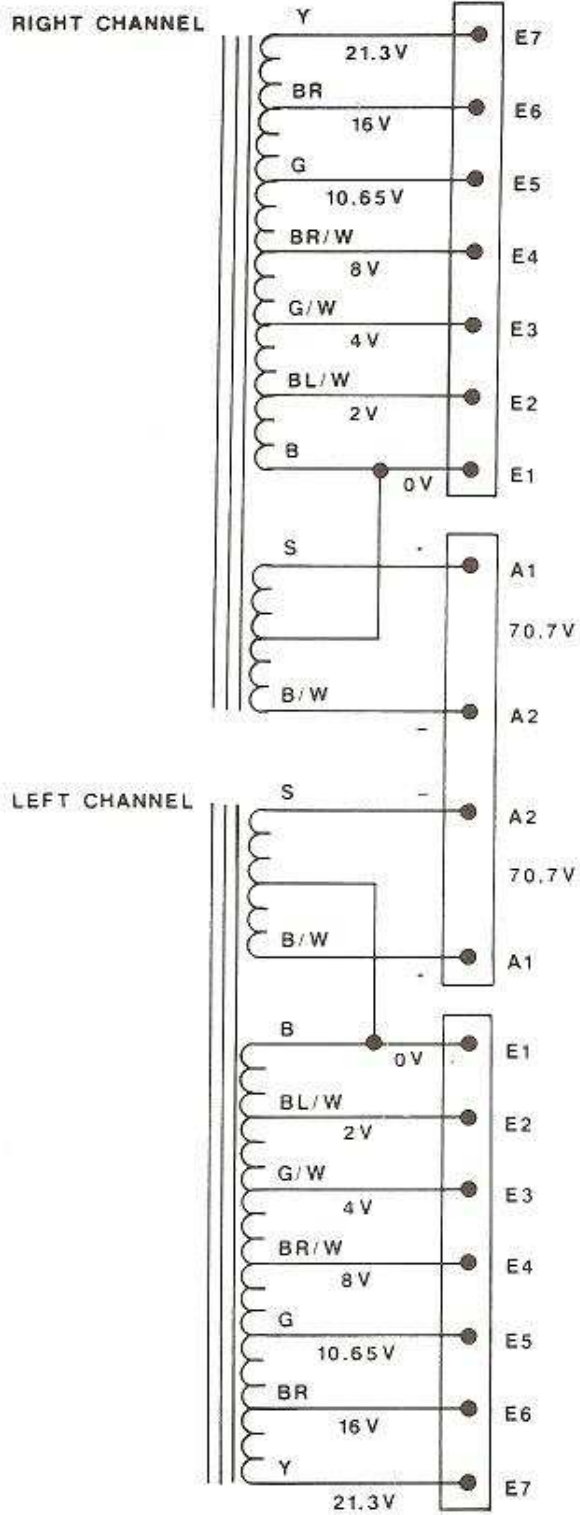 RIGHT CHANNEL
Y
21.3V
E7
BR
16V
E6
G
10.65V
E5
BR/W
8V
E4
G/W
4V
E3
BL/W
2V
E2
B
0V
E1
S
A1
70.7V
B/W
-
A2
LEFT CHANNEL
S
-
A2
70.7V
B/W
A1
B
0V
E1
BL/W
2V
E2
G/W
4V
E3
BR/W
8V
E4
G
10.65V
E5
BR
16V
E6
Y
21.3V
E7